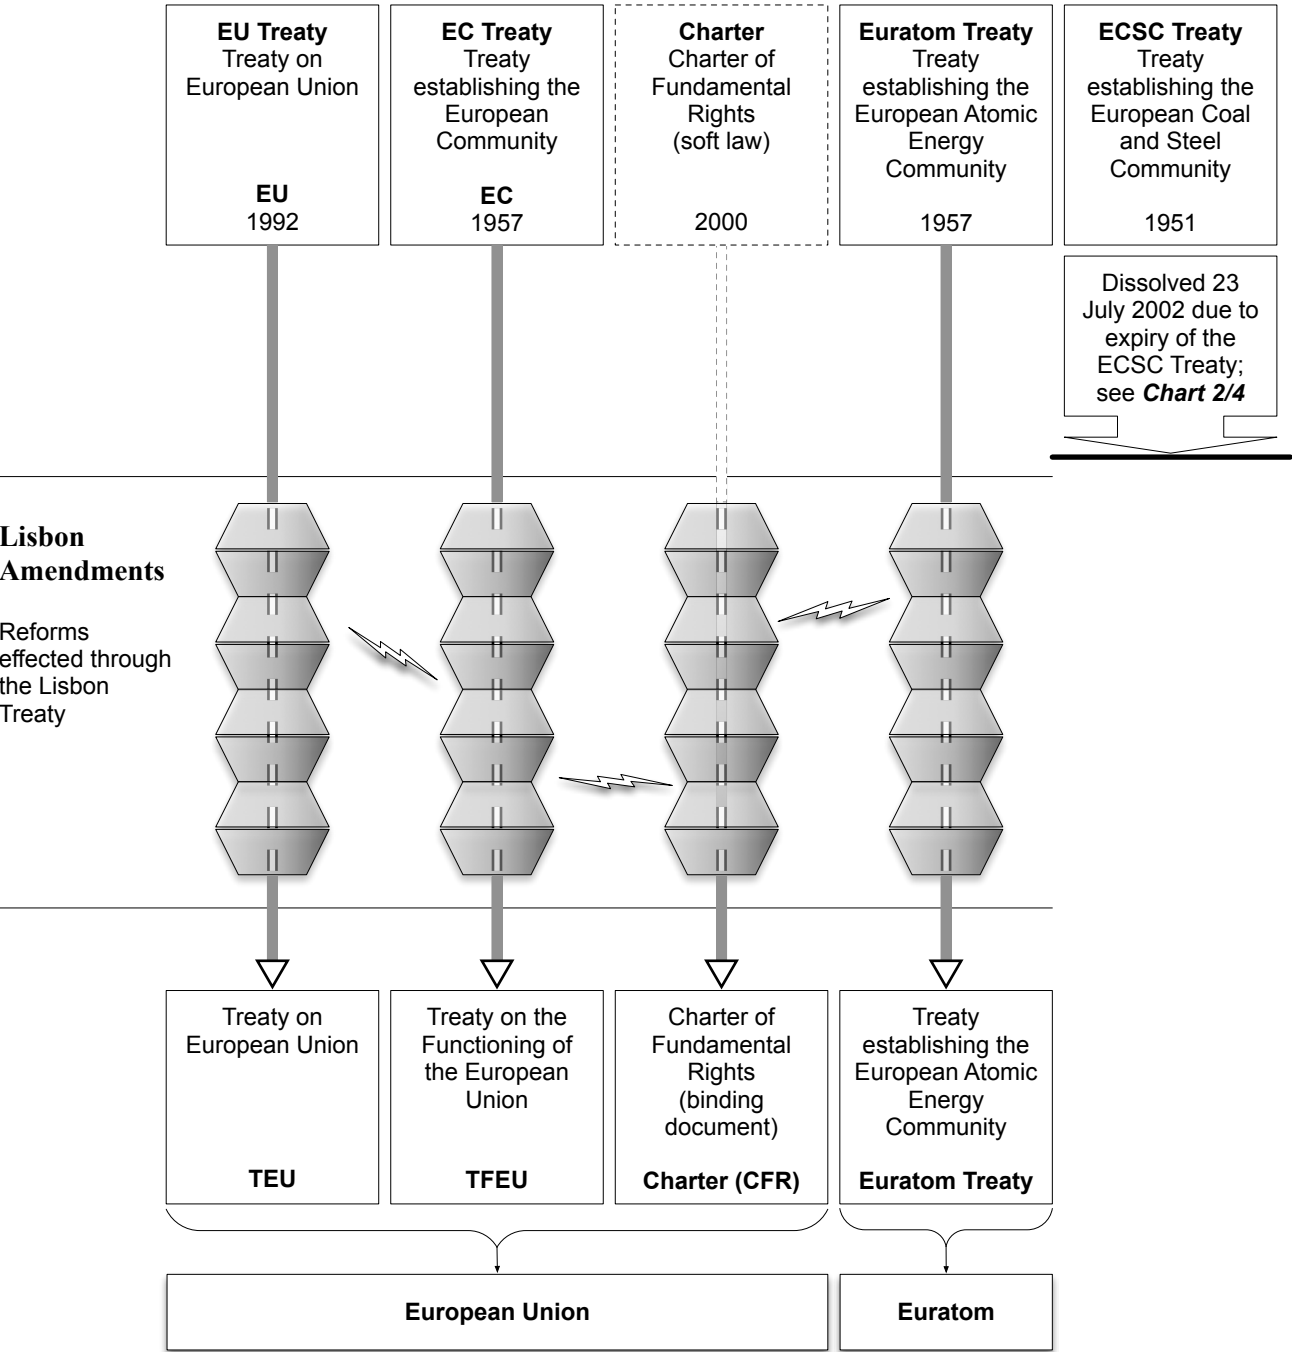 EU Treaty
Treaty on
European Union
EU
1992
EC Treaty
Treaty
establishing the
European
Community
EC
1957
Charter
Charter of
Fundamental
Rights
(soft law)
2000
Euratom Treaty
Treaty
establishing the
European Atomic
Energy
Community
1957
ECSC Treaty
Treaty
establishing the
European Coal
and Steel
Community
1951
Dissolved 23
July 2002 due to
expiry of the
ECSC Treaty;
see Chart 2/4
Lisbon
Amendments
Reforms
effected through
the Lisbon
Treaty
Treaty on
European Union
TEU
Treaty on the
Functioning of
the European
Union
TFEU
Charter of
Fundamental
Rights
(binding
document)
Charter (CFR)
Treaty
establishing the
European Atomic
Energy
Community
Euratom Treaty
European Union
Euratom